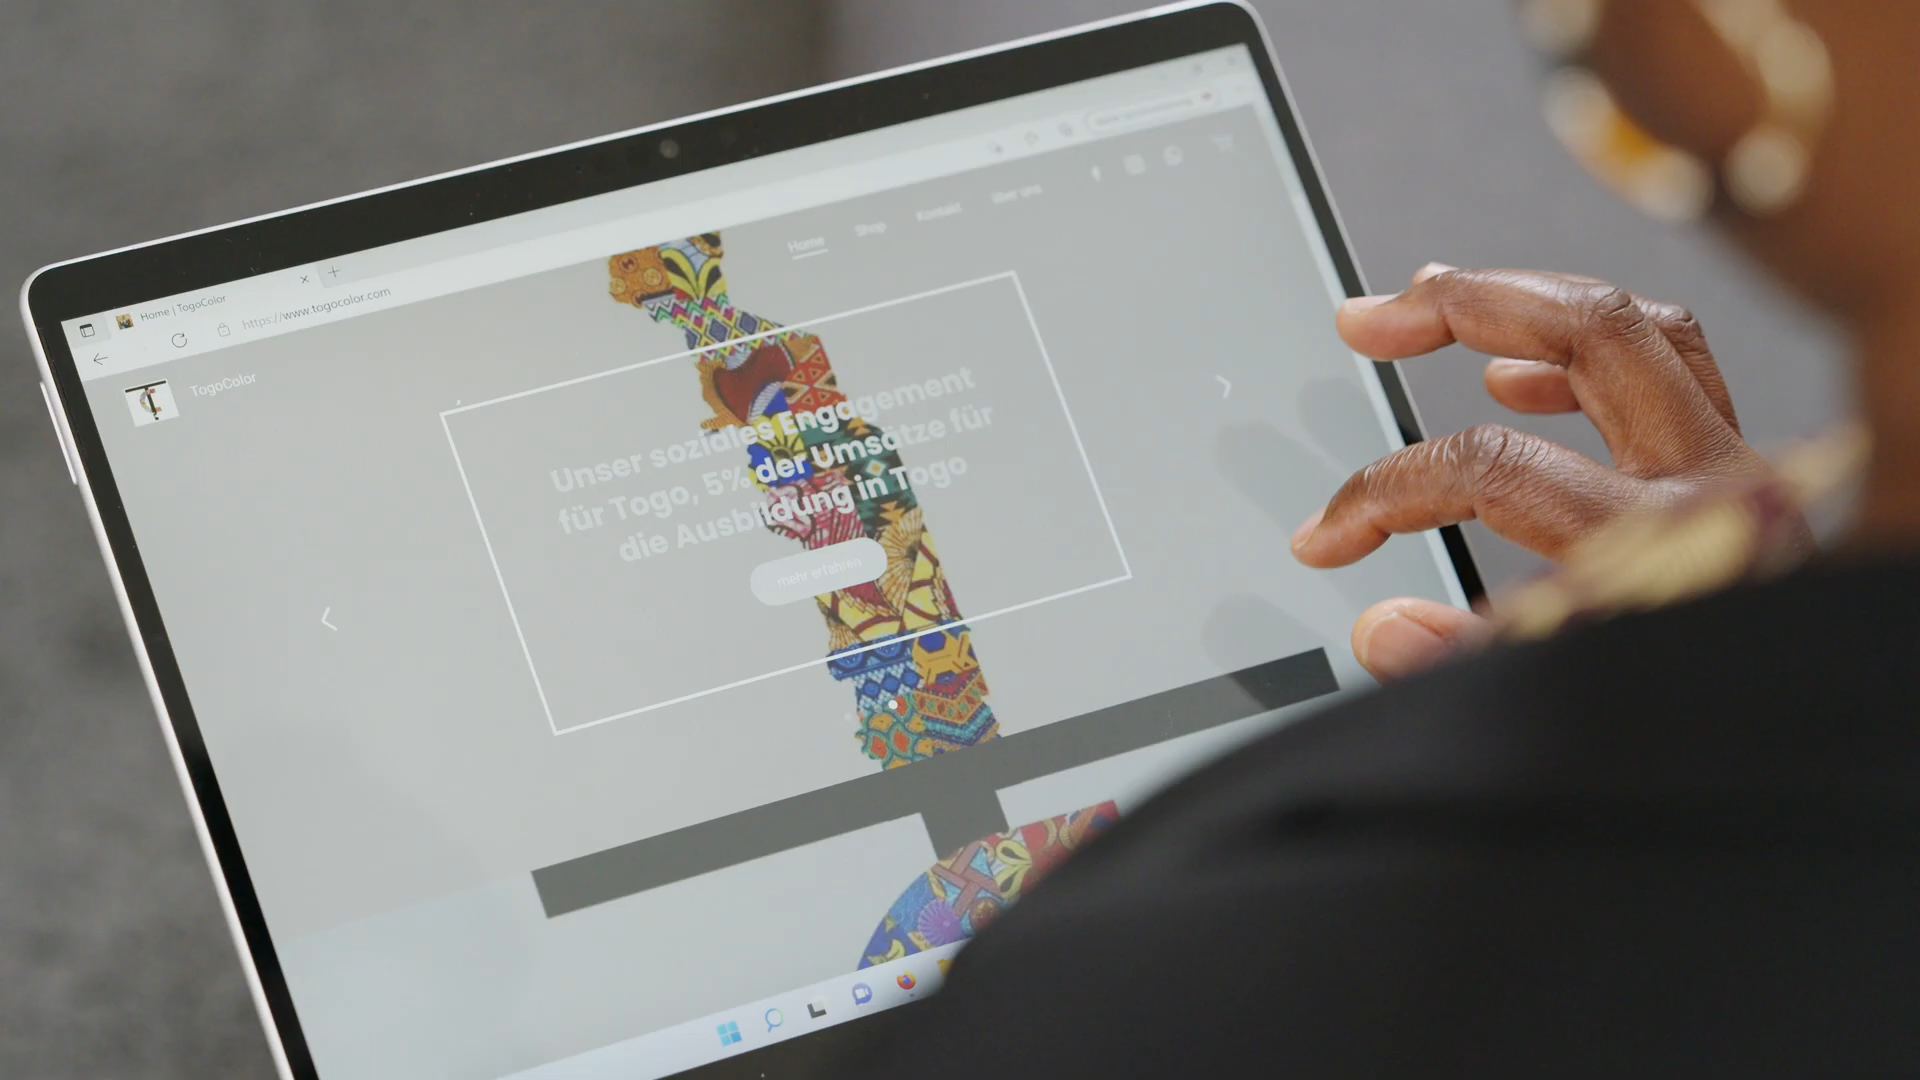 Home | TogoColor
https://www.togocolor.com
TogoColor
Home
Shop
Kontakt
Über uns
Unser soziales Engagement
für Togo, 5% der Umsätze für
die Ausbildung in Togo
mehr erfahren